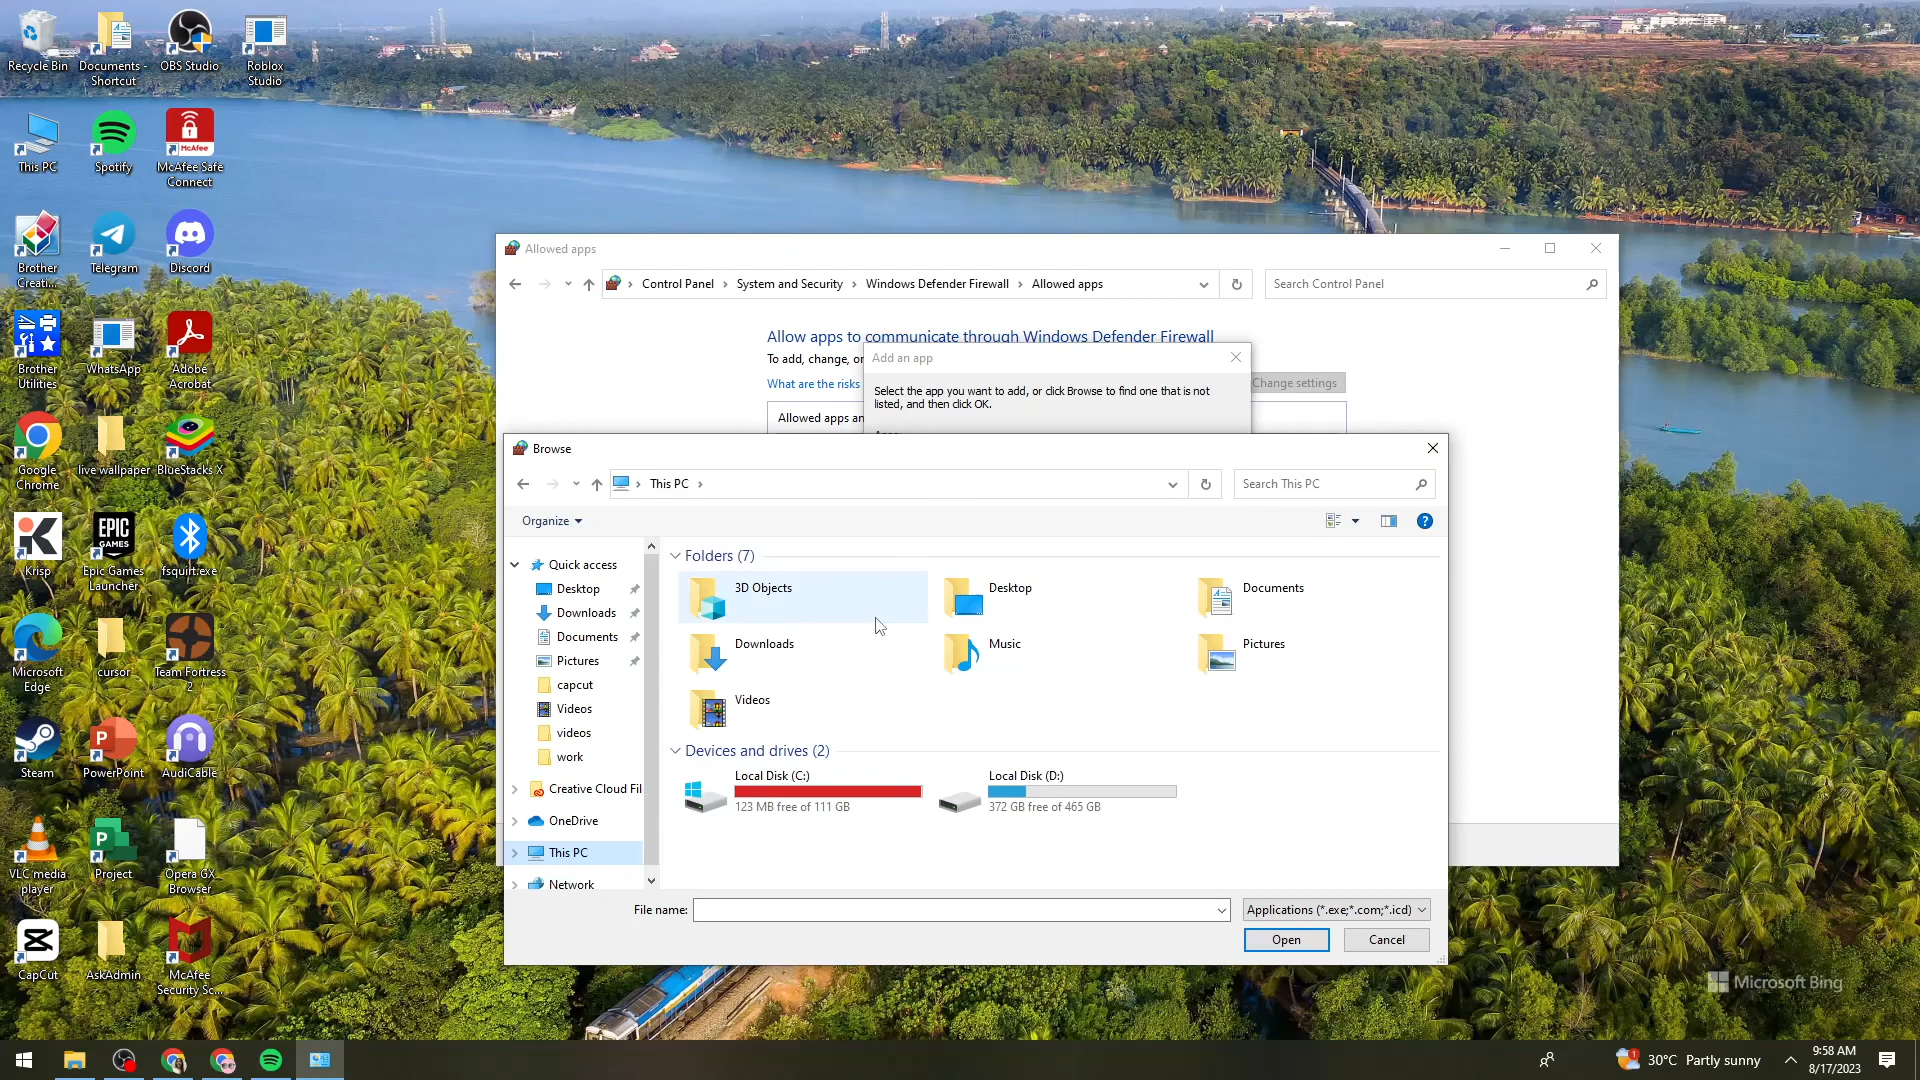 Recycle Bin
Documents -
Shortcut
OBS Studio
Roblox
Studio
This PC
Spotify
McAfee
McAfee Safe
Connect
Brother
Creati...
Telegram
Discord
Brother
Utilities
WhatsApp
Adobe
Acrobat
Google
Chrome
live wallpaper
BlueStacks X
Krisp
EPIC
GAMES
Epic Games
Launcher
fsquirt.exe
Microsoft
Edge
cursor
Team Fortress
2
Steam
PowerPoint
AudiCable
VLC media
player
Project
Opera GX
Browser
CapCut
AskAdmin
McAfee
Security Sc...
Allowed apps
Control Panel
System and Security
Windows Defender Firewall
Allowed apps
Search Control Panel
Allow apps to communicate through Windows Defender Firewall
To add, change, or
What are the risks
Change settings
Allowed apps an
Add an app
Select the app you want to add, or click Browse to find one that is not
listed, and then click OK.
Browse
This PC
Search This PC
Organize
Quick access
Desktop
Downloads
Documents
Pictures
capcut
Videos
videos
work
Creative Cloud Fil
OneDrive
This PC
Network
Folders (7)
3D Objects
Desktop
Documents
Downloads
Music
Pictures
Videos
Devices and drives (2)
Local Disk (C:)
123 MB free of 111 GB
Local Disk (D:)
372 GB free of 465 GB
File name:
Applications (*.exe;*.com;*.icd)
Open
Cancel
Microsoft Bing
30°C Partly sunny
9:58 AM
8/17/2023